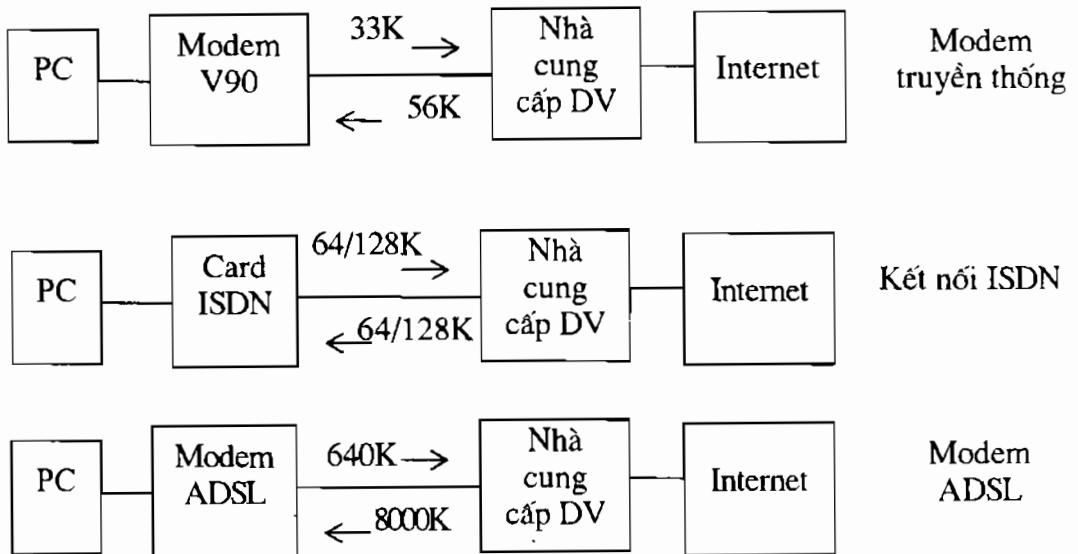 33K
PC
Modem
V90
Nhà
cung
cấp DV
Internet
Modem
truyền thống
56K
64/128K
PC
Card
ISDN
Nhà
cung
cấp DV
Internet
Kết nối ISDN
64/128K
640K
PC
Modem
ADSL
Nhà
cung
cấp DV
Internet
Modem
ADSL
8000K